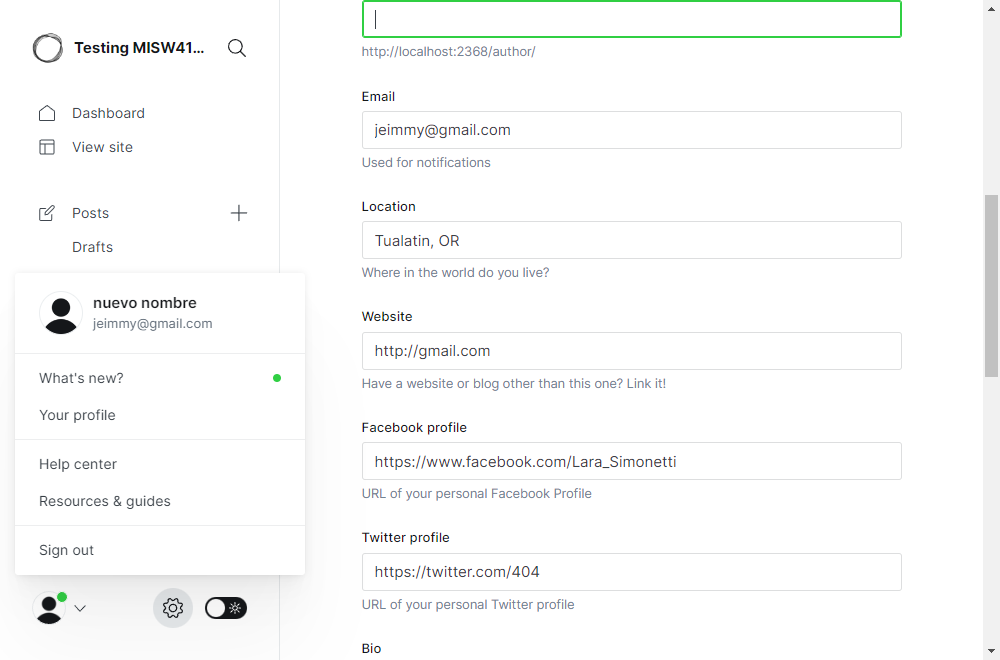 Testing MISW41...
Dashboard
View site
Posts
Drafts
nuevo nombre
jeimmy@gmail.com
What's new?
Your profile
Help center
Resources & guides
Sign out
http://localhost:2368/author/
Email
jeimmy@gmail.com
Used for notifications
Location
Tualatin, OR
Where in the world do you live?
Website
http://gmail.com
Have a website or blog other than this one? Link it!
Facebook profile
https://www.facebook.com/Lara_Simonetti
URL of your personal Facebook Profile
Twitter profile
https://twitter.com/404
URL of your personal Twitter profile
Bio